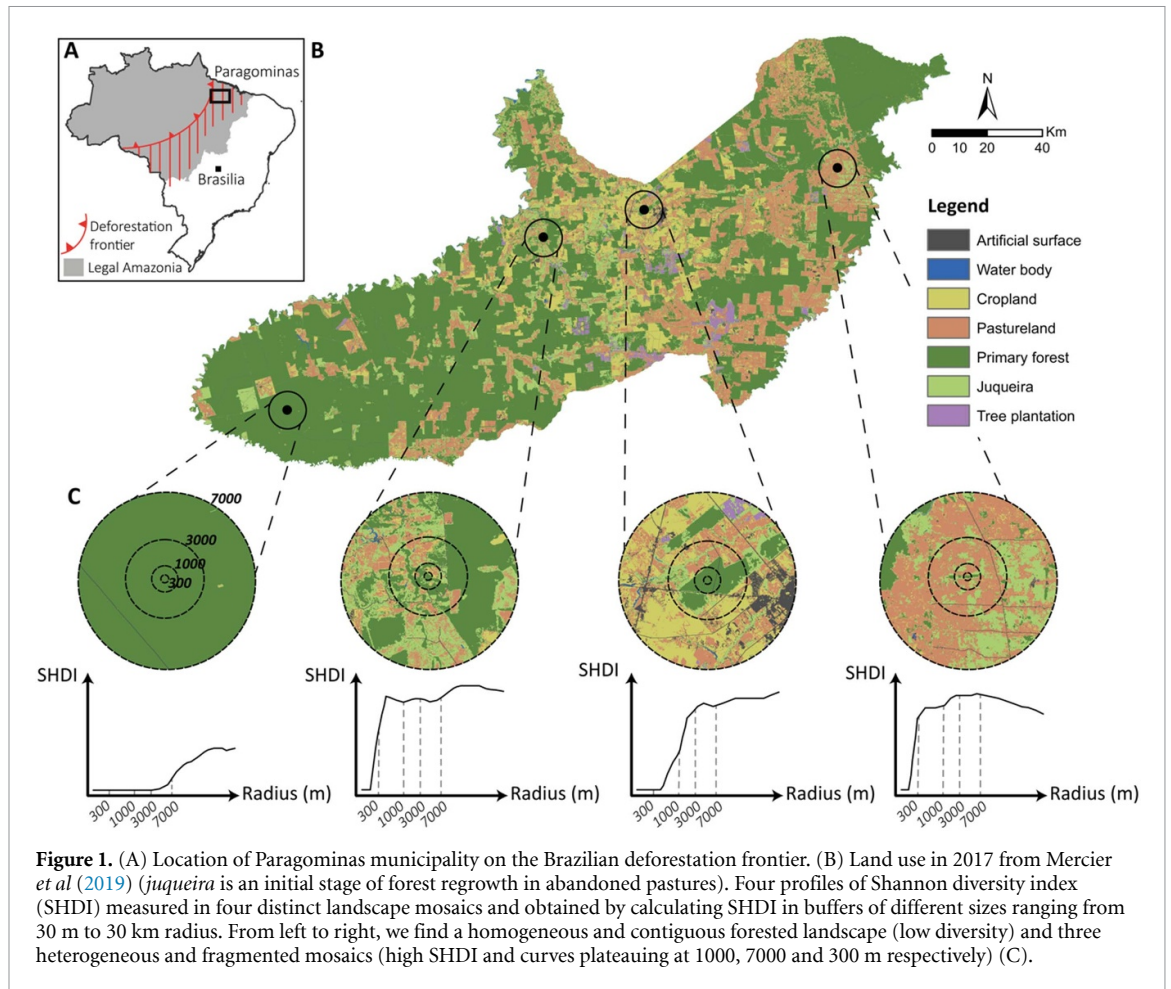 A
B
Paragominas
Brasilia
Deforestation
frontier
Legal Amazonia
N
Km
0 10 20 40
Legend
Artificial surface
Water body
Cropland
Pastureland
Primary forest
Juqueira
Tree plantation
C
7000
3000
1000
300
SHDI
SHDI
SHDI
SHDI
Radius (m)
Radius (m)
Radius (m)
Radius (m)
300 1000 3000 7000
300 1000 3000 7000
300 1000 3000 7000
300 1000 3000 7000
Figure 1. (A) Location of Paragominas municipality on the Brazilian deforestation frontier. (B) Land use in 2017 from Mercier
et al (2019) (juqueira is an initial stage of forest regrowth in abandoned pastures). Four profiles of Shannon diversity index
(SHDI) measured in four distinct landscape mosaics and obtained by calculating SHDI in buffers of different sizes ranging from
30 m to 30 km radius. From left to right, we find a homogeneous and contiguous forested landscape (low diversity) and three
heterogeneous and fragmented mosaics (high SHDI and curves plateauing at 1000, 7000 and 300 m respectively) (C).